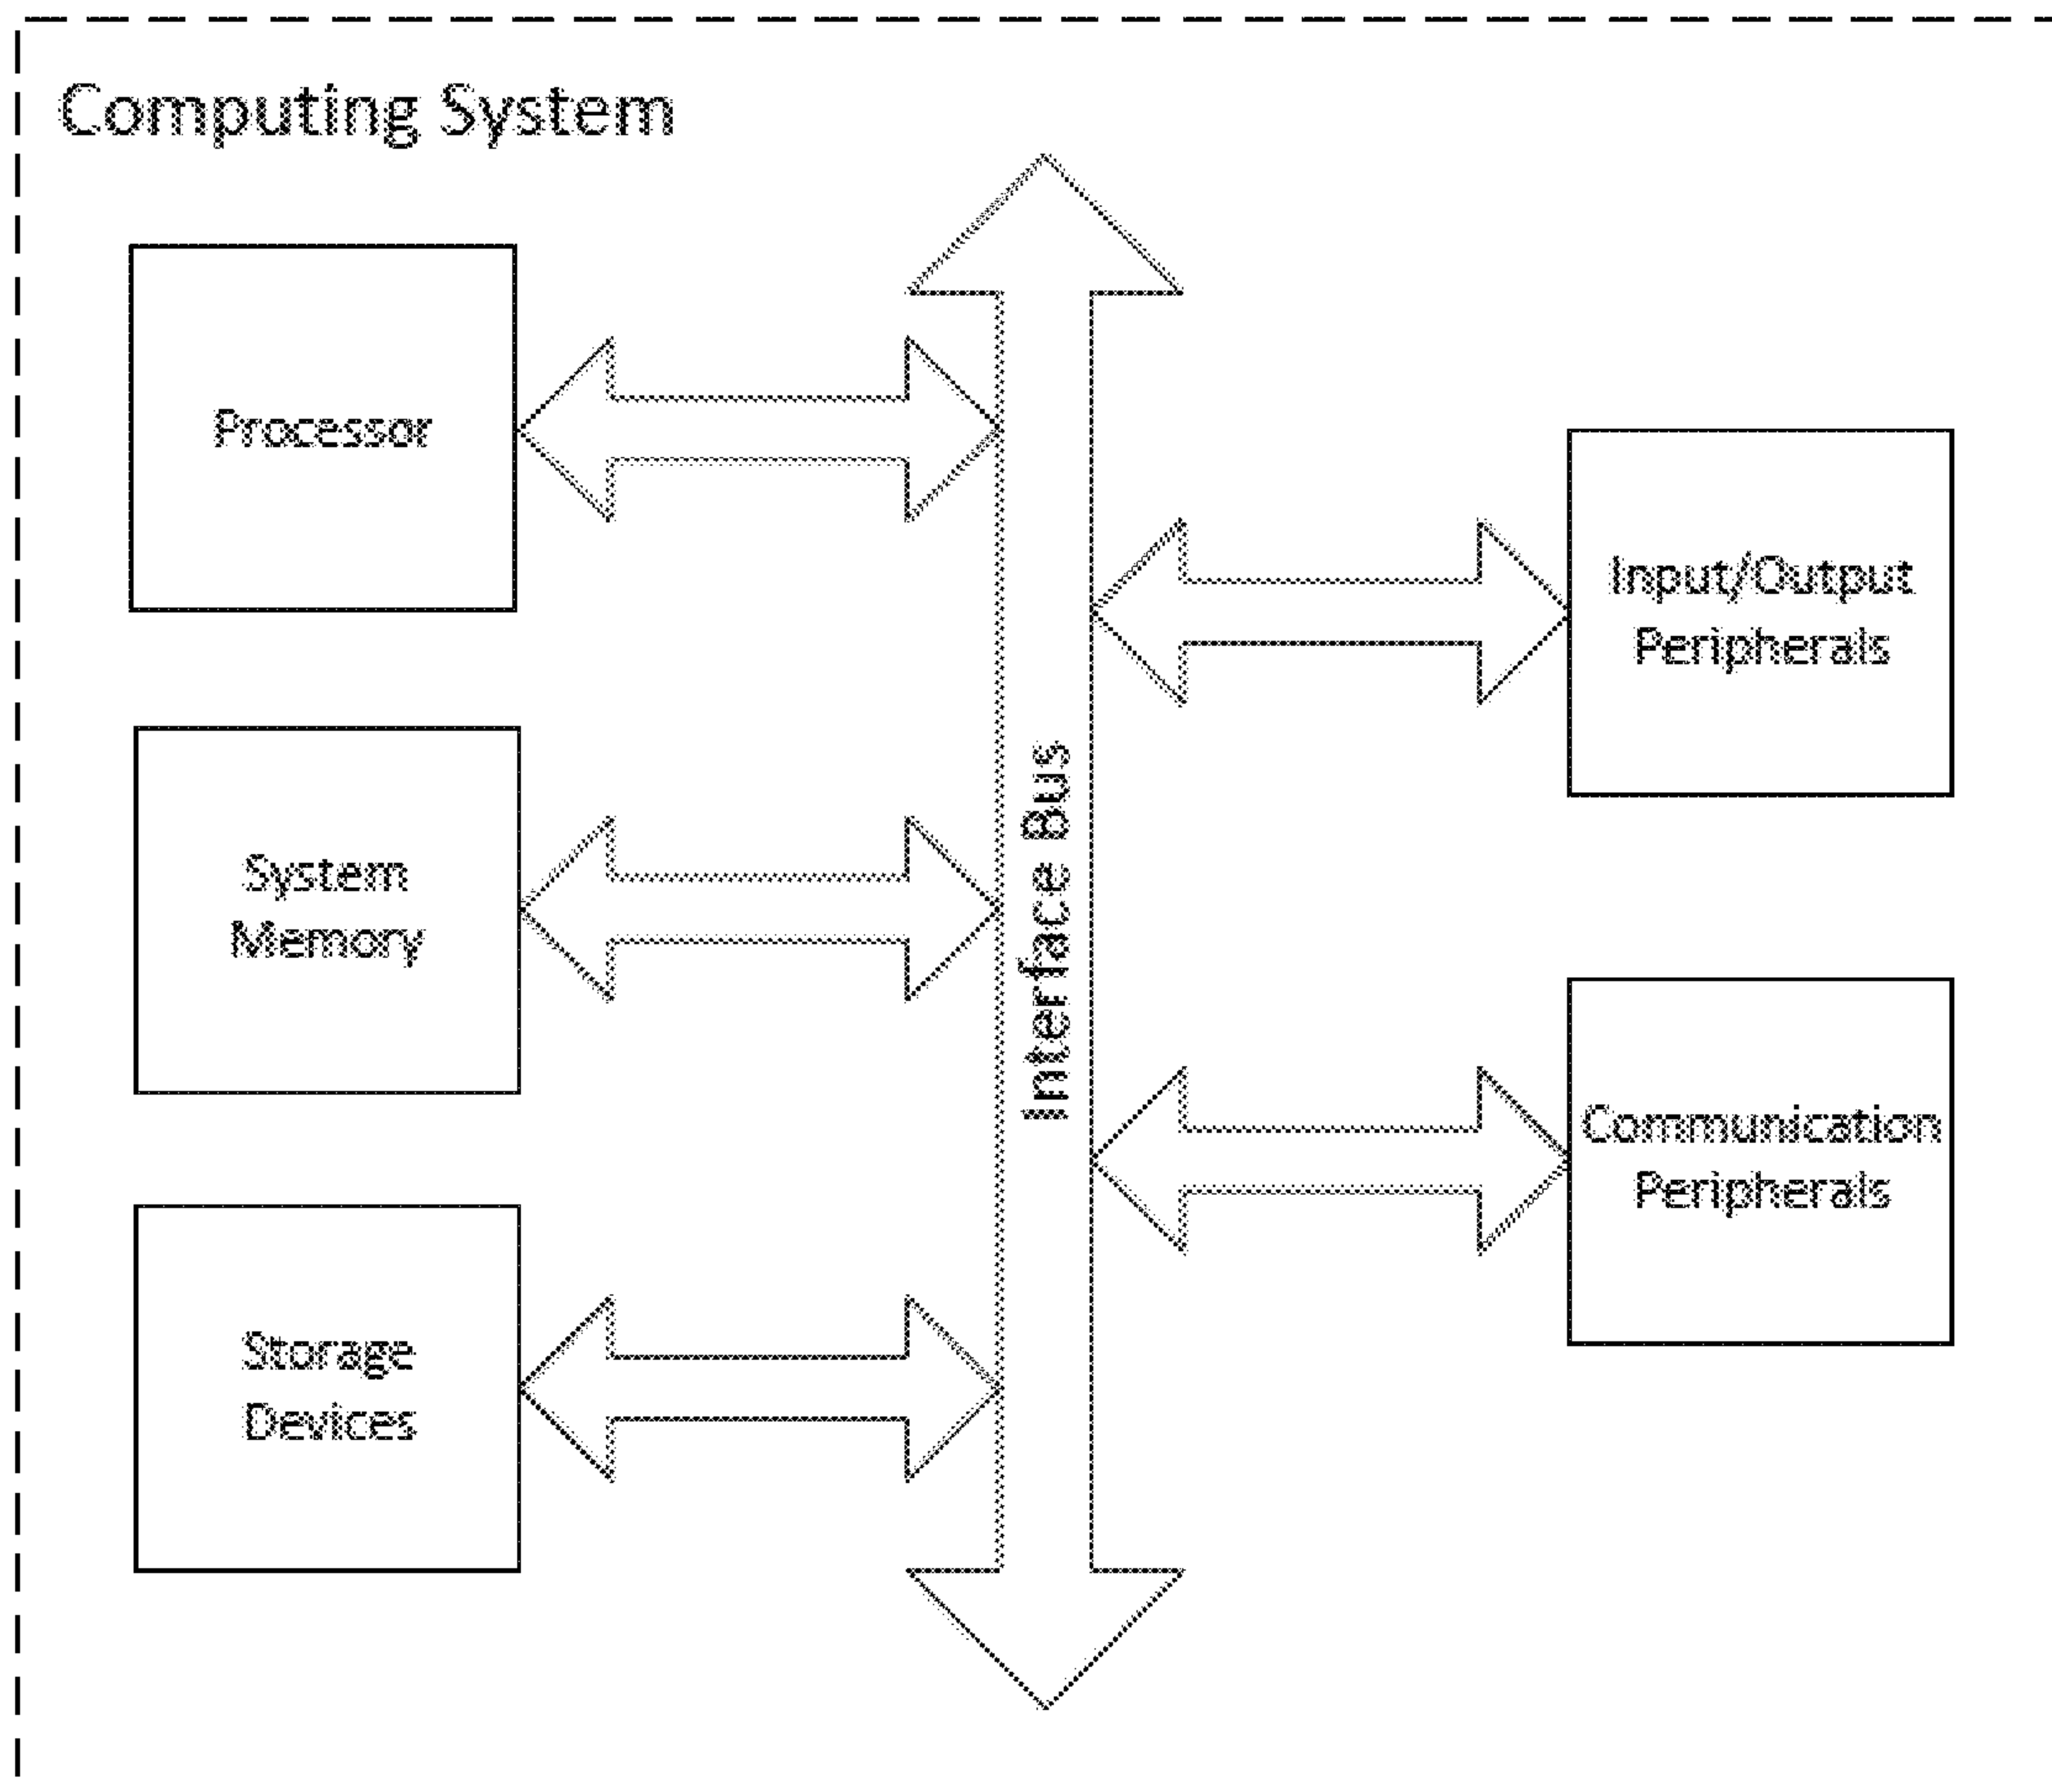 Computing System
Processor
System
Memory
Storage
Devices
Interface Bus
Input/Output
Peripherals
Communication
Peripherals